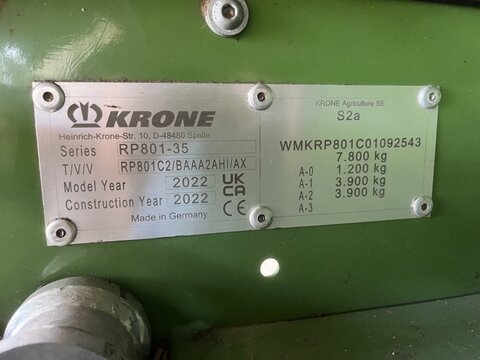 KRONE
Heinrich-Krone-Str. 10, D-48480 Spelle
Series RP801-35
T/V/V RP801C2/BAAA2AHI/AX
Model Year 2022
Construction Year 2022
UK
CA
CE
Made in Germany
KRONE Agriculture SE
S2a
WMKRP801C01092543
7.800 kg
A-0 1.200 kg
A-1 3.900 kg
A-2 3.900 kg
A-3